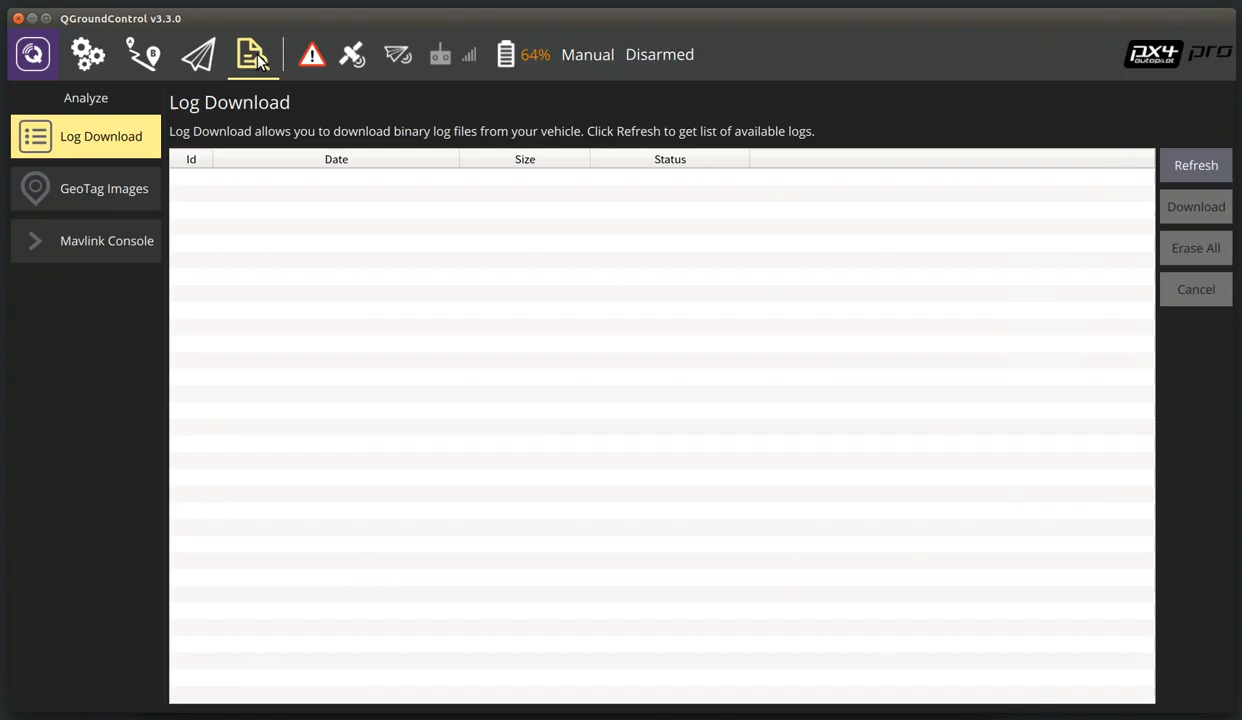 QGroundControl v3.3.0
64% Manual Disarmed
px4 autopilot pro
Analyze
Log Download
GeoTag Images
Mavlink Console
Log Download
Log Download allows you to download binary log files from your vehicle. Click Refresh to get list of available logs.
Id Date Size Status
Refresh
Download
Erase All
Cancel